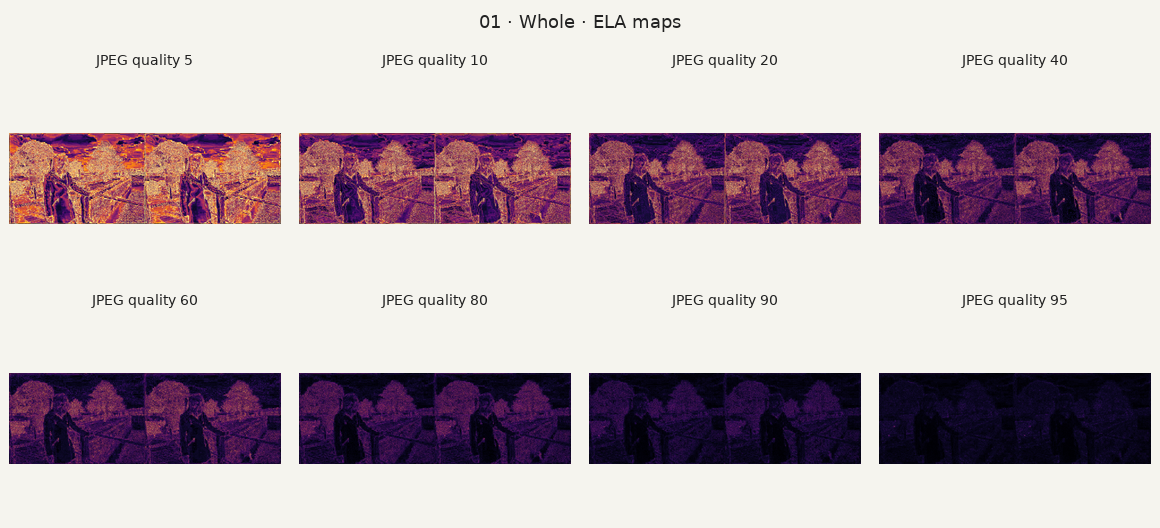 01 · Whole · ELA maps
JPEG quality 5
JPEG quality 10
JPEG quality 20
JPEG quality 40
JPEG quality 60
JPEG quality 80
JPEG quality 90
JPEG quality 95